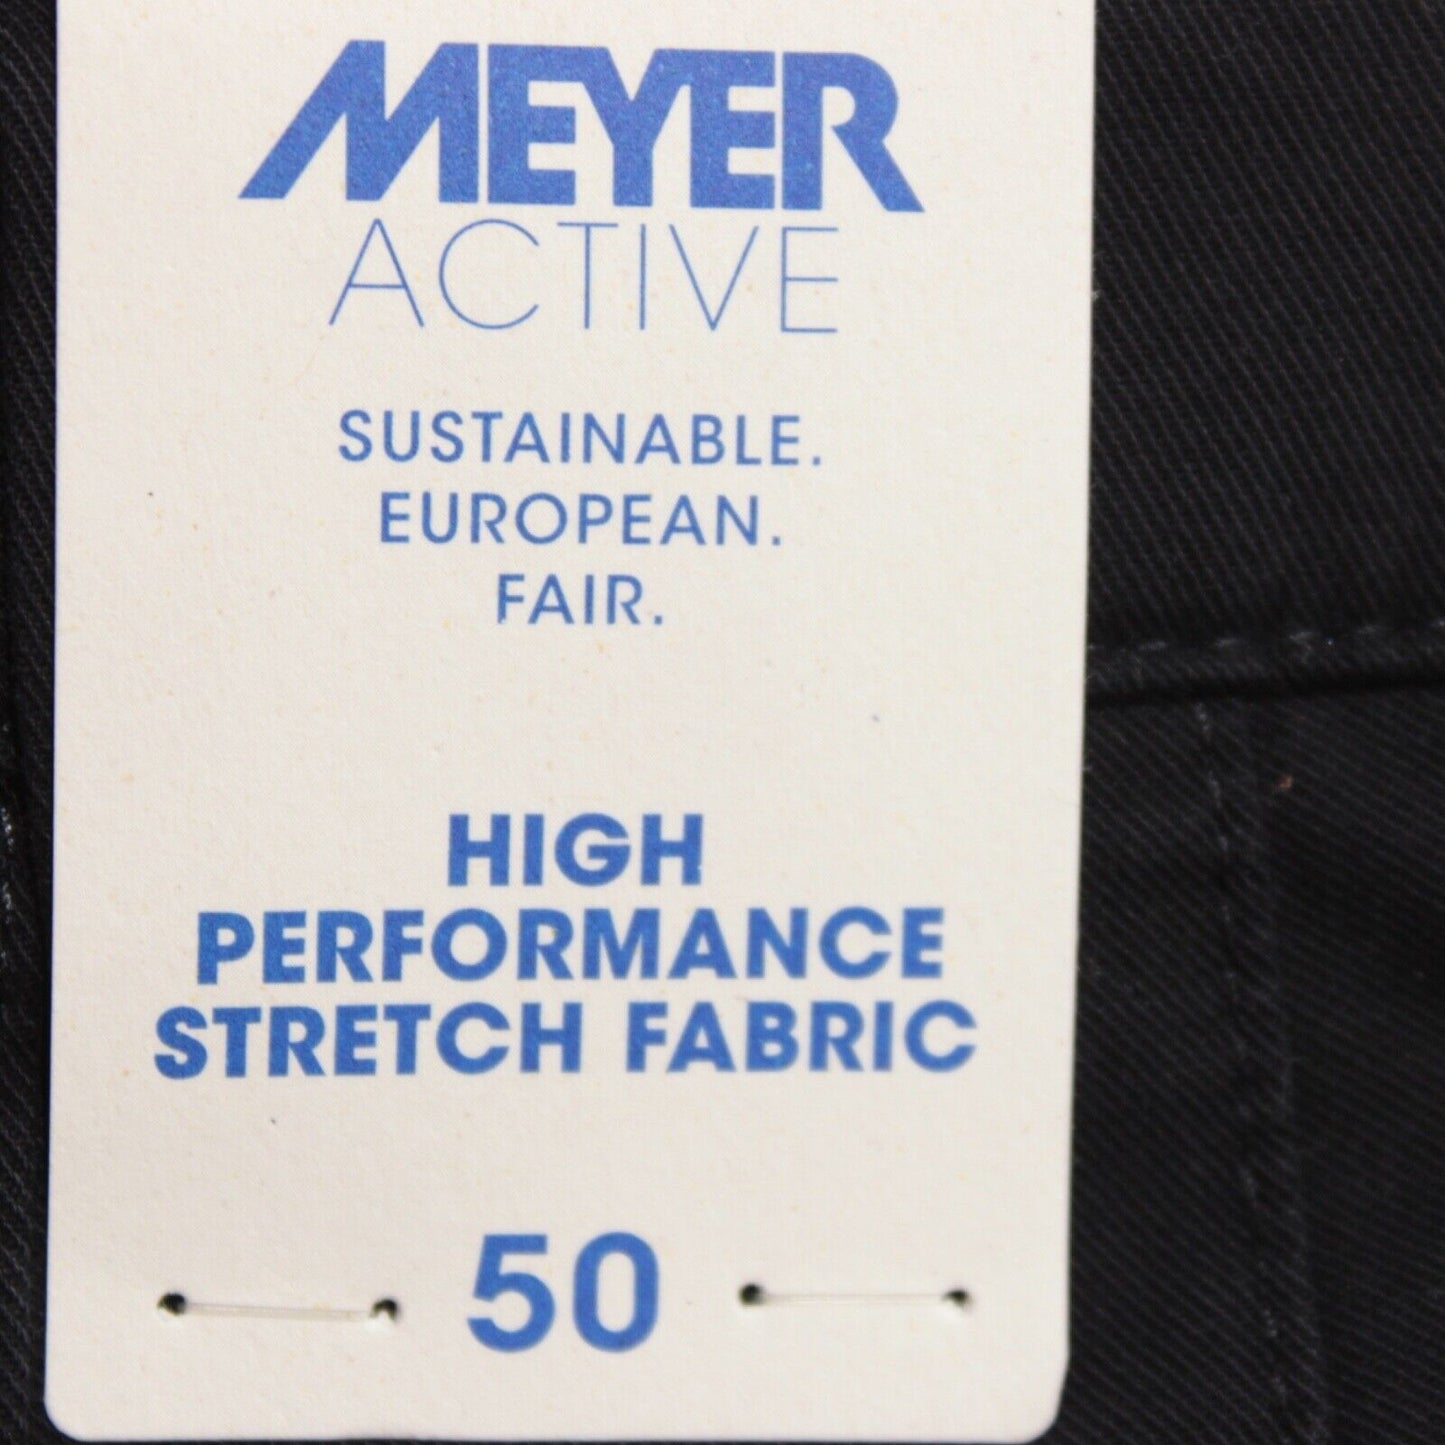 MEYER
ACTIVE
SUSTAINABLE.
EUROPEAN.
FAIR.
HIGH
PERFORMANCE
STRETCH FABRIC
50